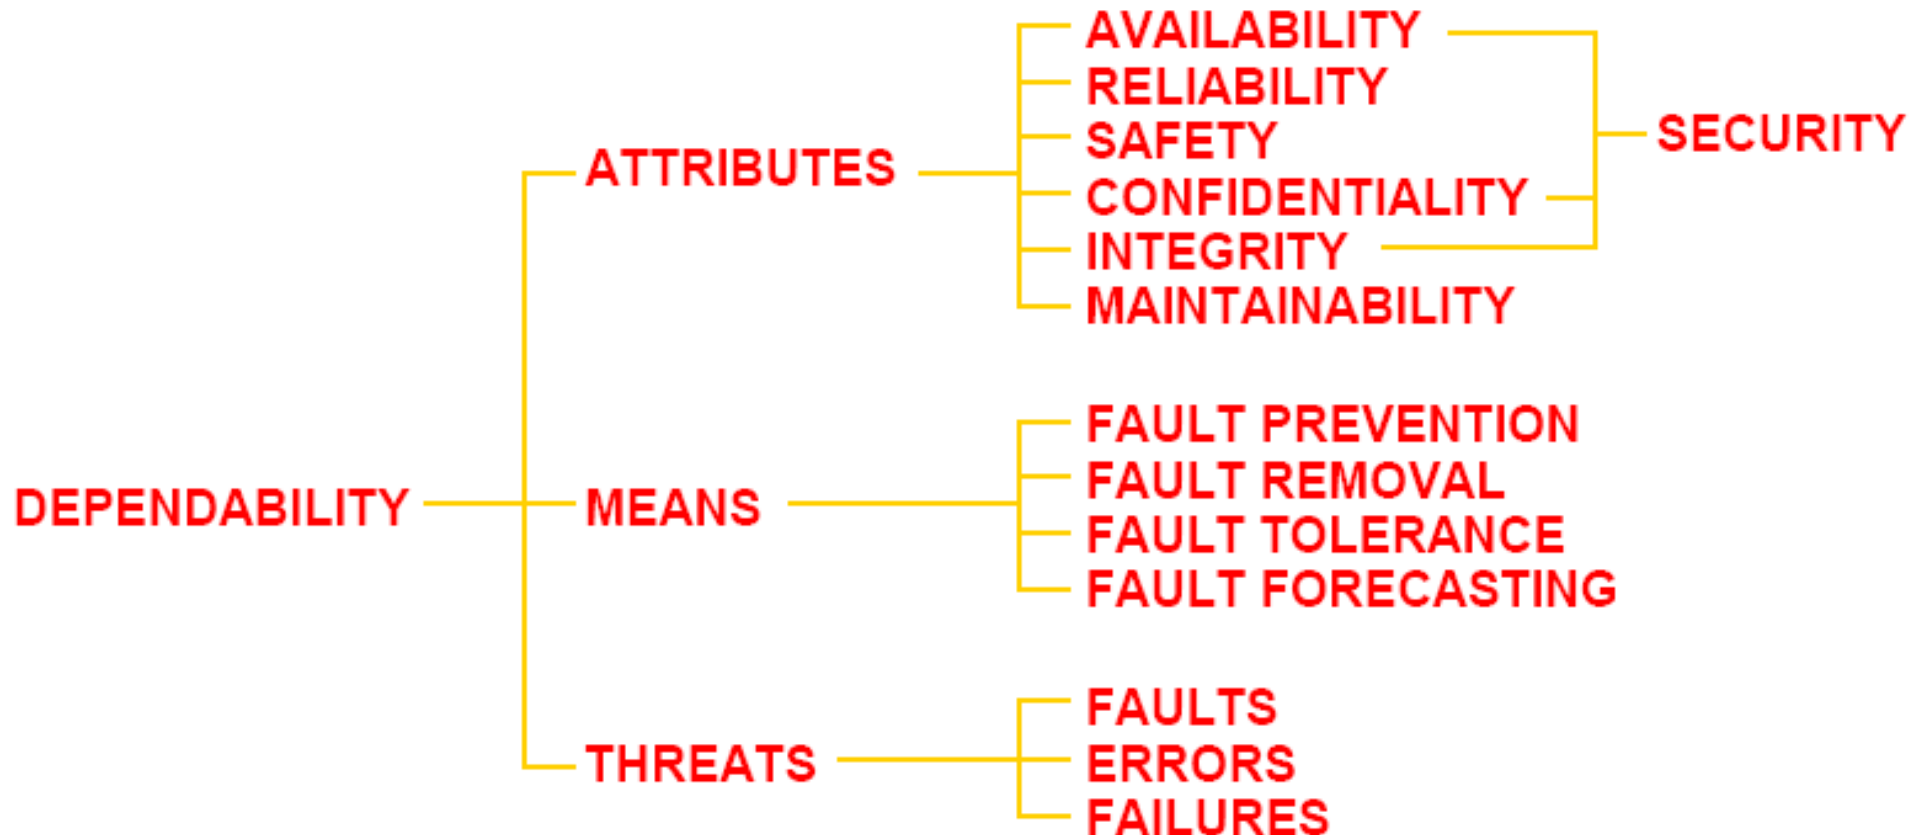 DEPENDABILITY
ATTRIBUTES
AVAILABILITY
RELIABILITY
SAFETY
CONFIDENTIALITY
INTEGRITY
MAINTAINABILITY
SECURITY
MEANS
FAULT PREVENTION
FAULT REMOVAL
FAULT TOLERANCE
FAULT FORECASTING
THREATS
FAULTS
ERRORS
FAILURES